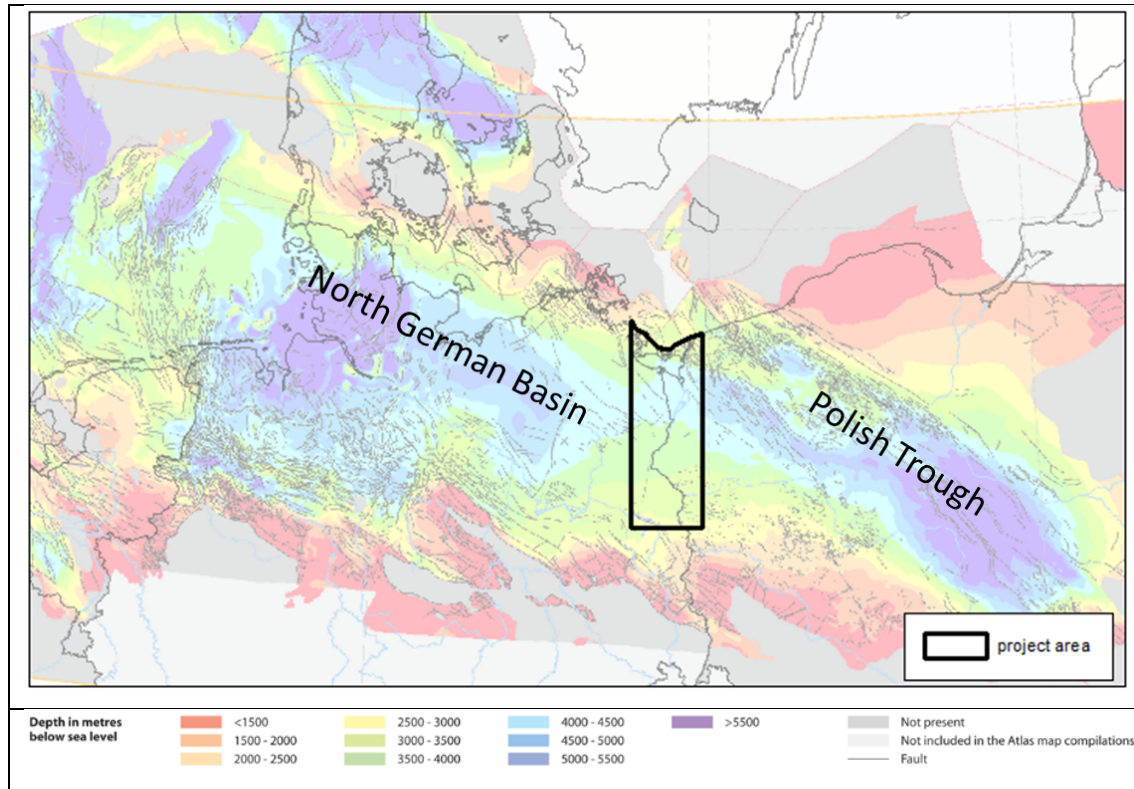 North German Basin
Polish Trough
project area
Depth in metres
below sea level
<1500
1500 - 2000
2000 - 2500
2500 - 3000
3000 - 3500
3500 - 4000
4000 - 4500
4500 - 5000
5000 - 5500
>5500
Not present
Not included in the Atlas map compilations
Fault